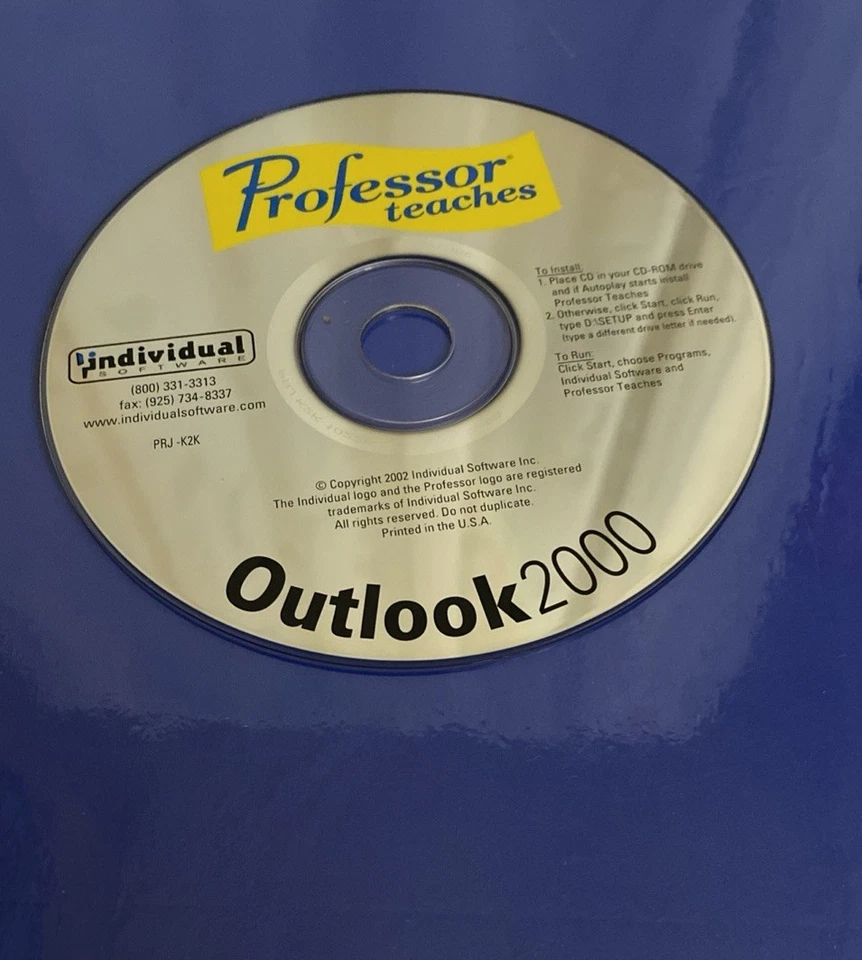 Professor®
teaches
To Install:
1. Place CD in your CD-ROM drive
and if Autoplay starts install
Professor Teaches
2. Otherwise, click Start, click Run,
type D:\SETUP and press Enter
(type a different drive letter if needed).
To Run:
Click Start, choose Programs,
Individual Software and
Professor Teaches
individual
SOFTWARE
(800) 331-3313
fax: (925) 734-8337
www.individualsoftware.com
PRJ -K2K
© Copyright 2002 Individual Software Inc.
The Individual logo and the Professor logo are registered
trademarks of Individual Software Inc.
All rights reserved. Do not duplicate.
Printed in the U.S.A.
Outlook2000